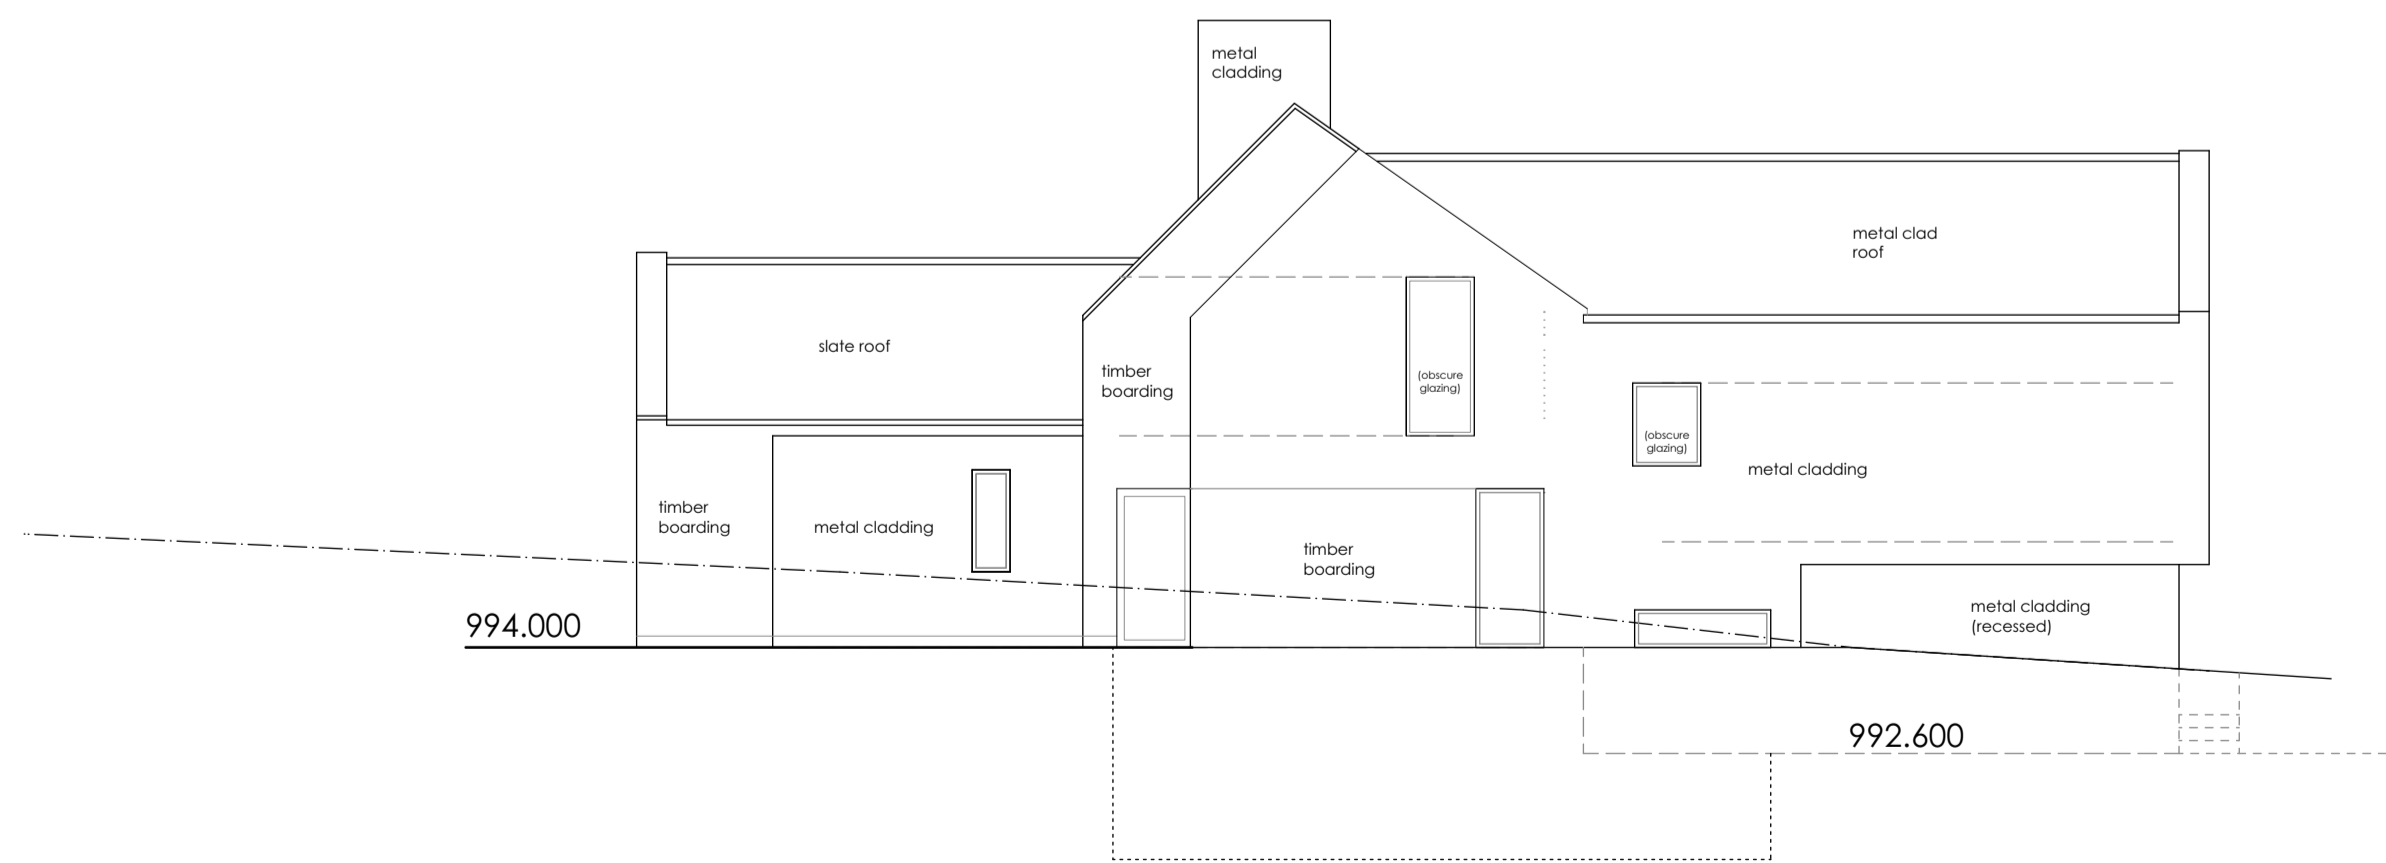 metal
cladding
metal clad
roof
slate roof
timber
boarding
(obscure
glazing)
(obscure
glazing)
metal cladding
timber
boarding
metal cladding
timber
boarding
metal cladding
(recessed)
994.000
992.600